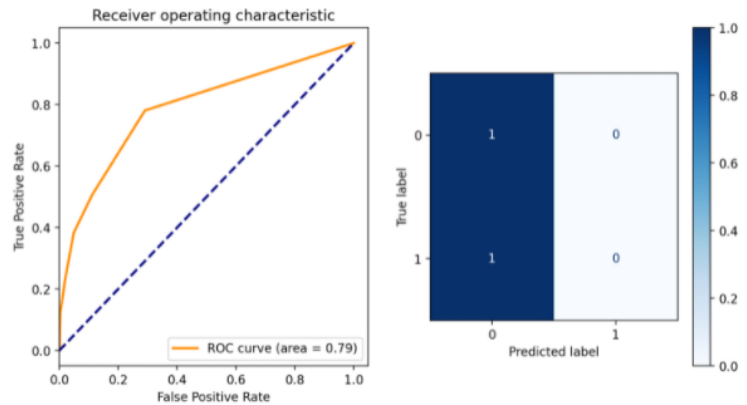 Receiver operating characteristic
True Positive Rate
1.0
0.8
0.6
0.4
0.2
0.0
0.0 0.2 0.4 0.6 0.8 1.0
False Positive Rate
ROC curve (area = 0.79)
True label
0
1
1 0
1 0
0 1
Predicted label
1.0
0.8
0.6
0.4
0.2
0.0